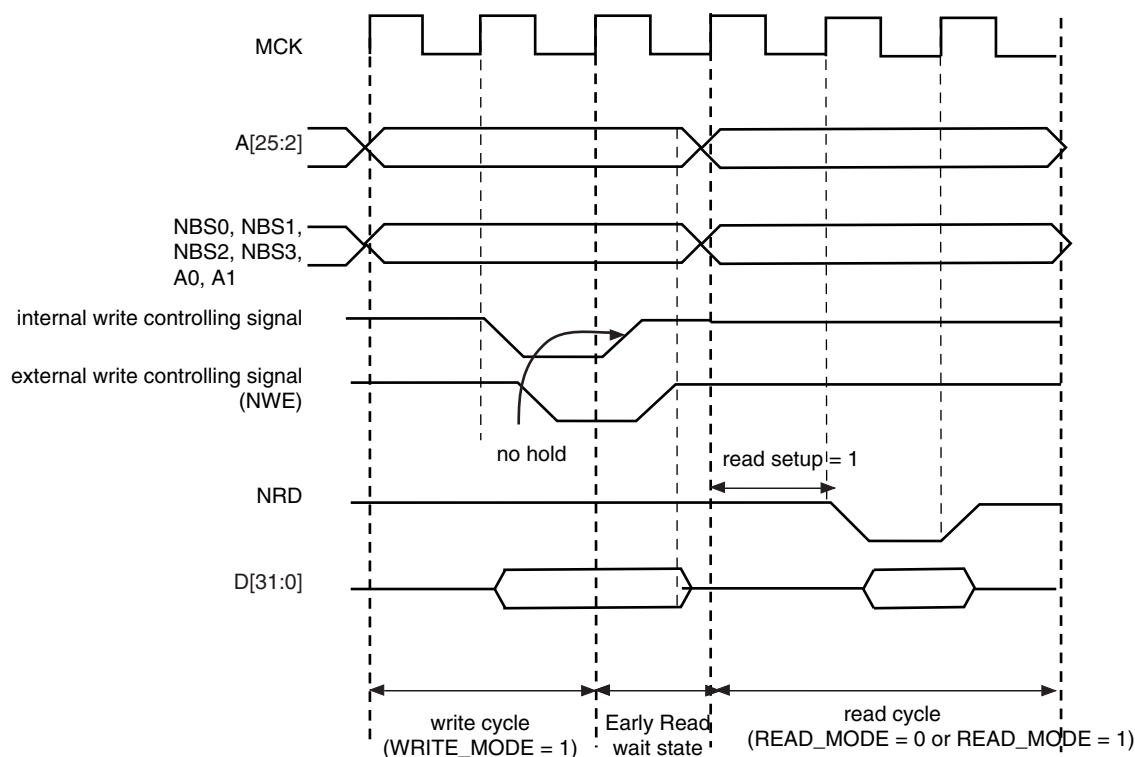 MCK
A[25:2]
NBS0, NBS1,
NBS2, NBS3,
A0, A1
internal write controlling signal
external write controlling signal
(NWE)
no hold
read setup = 1
NRD
D[31:0]
write cycle
(WRITE_MODE = 1)
Early Read
wait state
read cycle
(READ_MODE = 0 or READ_MODE = 1)